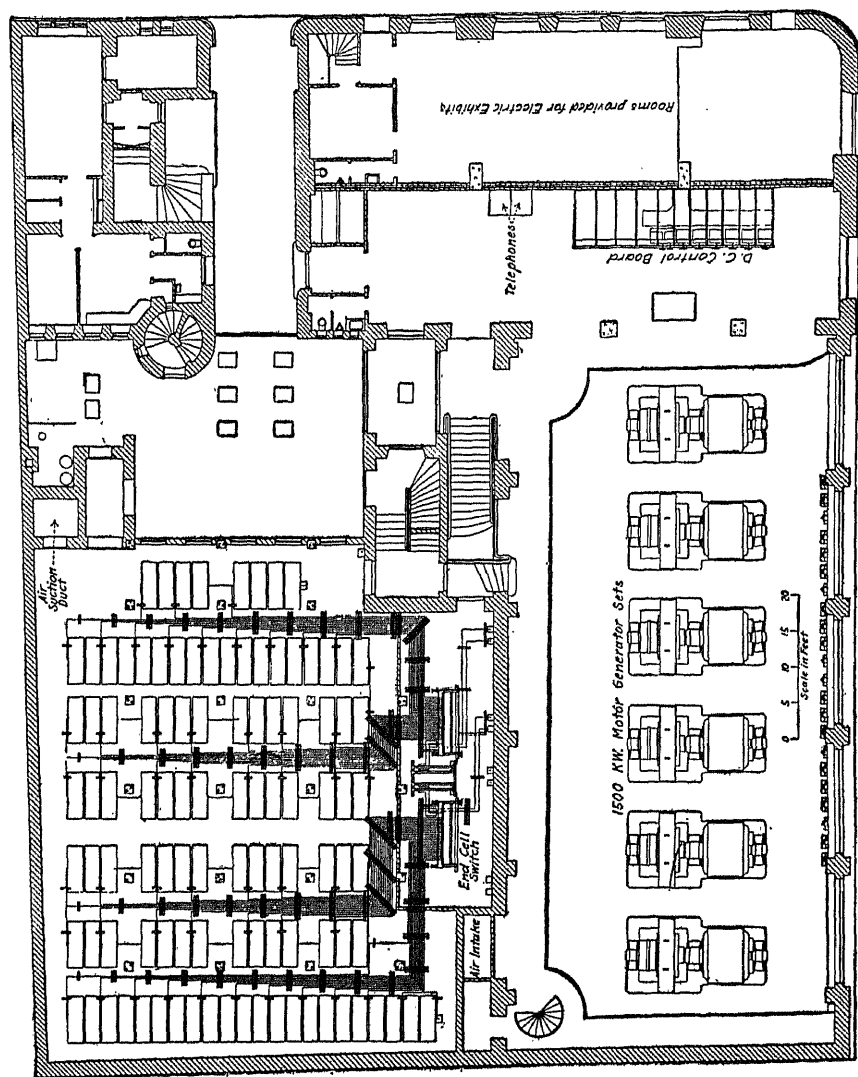 Rooms provided for Electric Exhibits
Telephones
D.C. Control Board
Air
Suction
Duct
1500 KW. Motor Generator Sets
0 5 10 15 20
Scale in Feet
End Cell
Switch
Air Intake